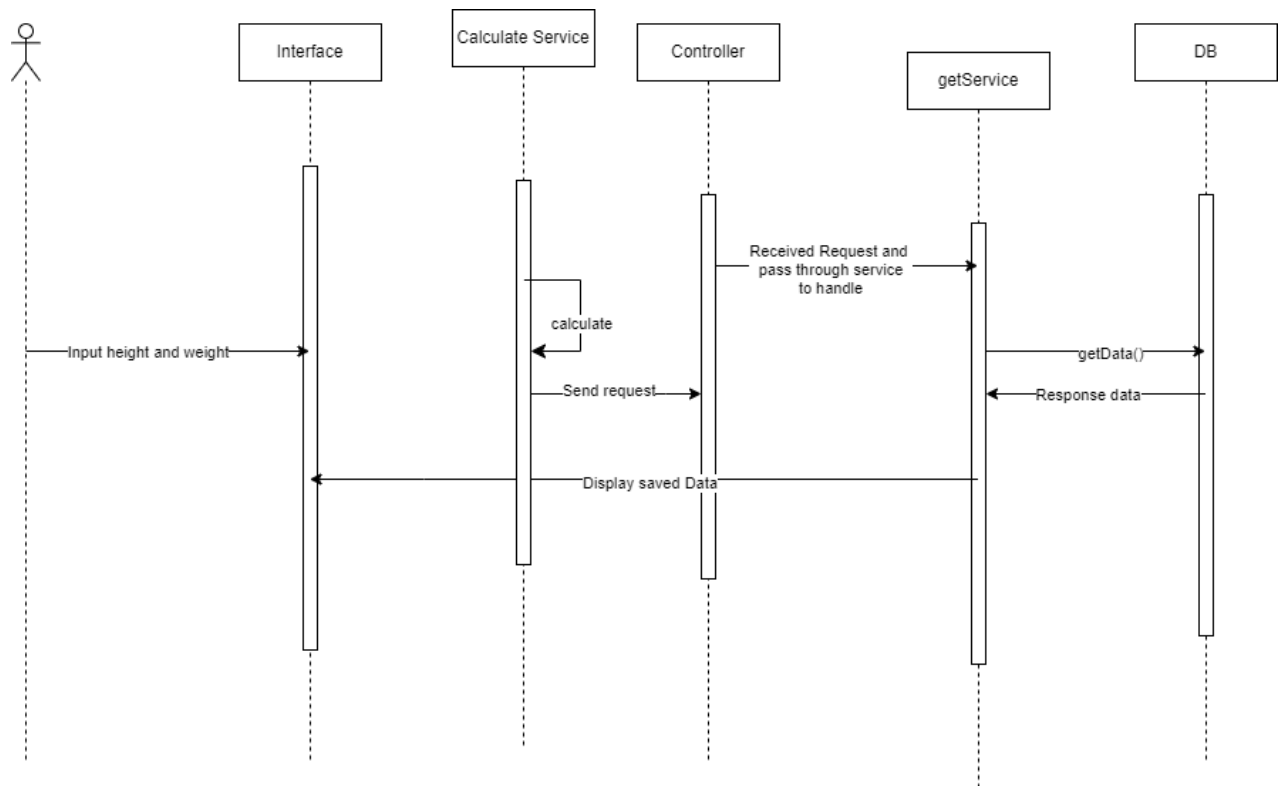 Interface
Calculate Service
Controller
getService
DB
Received Request and
pass through service
to handle
calculate
Input height and weight
getData()
Send request
Response data
Display saved Data